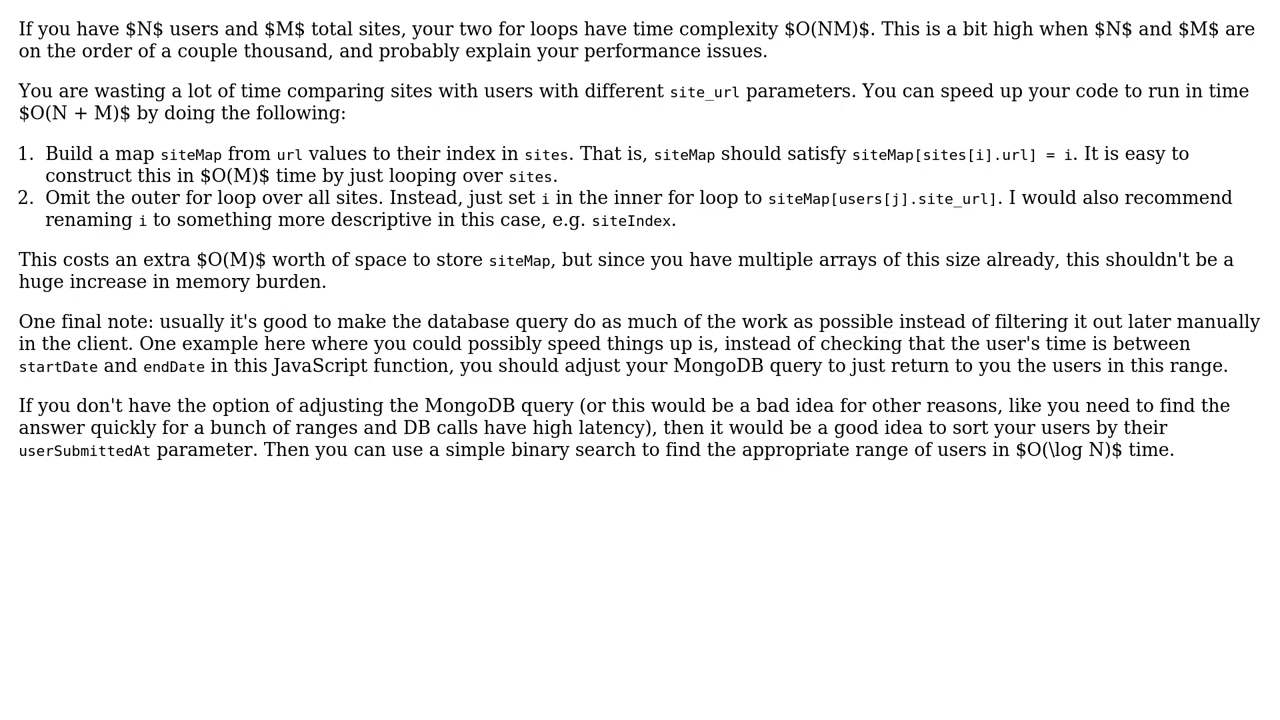 If you have $N$ users and $M$ total sites, your two for loops have time complexity $O(NM)$. This is a bit high when $N$ and $M$ are
on the order of a couple thousand, and probably explain your performance issues.
You are wasting a lot of time comparing sites with users with different site_url parameters. You can speed up your code to run in time
$O(N + M)$ by doing the following:
1. Build a map siteMap from url values to their index in sites. That is, siteMap should satisfy siteMap[sites[i].url] = i. It is easy to
construct this in $O(M)$ time by just looping over sites.
2. Omit the outer for loop over all sites. Instead, just set i in the inner for loop to siteMap[users[j].site_url]. I would also recommend
renaming i to something more descriptive in this case, e.g. siteIndex.
This costs an extra $O(M)$ worth of space to store siteMap, but since you have multiple arrays of this size already, this shouldn't be a
huge increase in memory burden.
One final note: usually it's good to make the database query do as much of the work as possible instead of filtering it out later manually
in the client. One example here where you could possibly speed things up is, instead of checking that the user's time is between
startDate and endDate in this JavaScript function, you should adjust your MongoDB query to just return to you the users in this range.
If you don't have the option of adjusting the MongoDB query (or this would be a bad idea for other reasons, like you need to find the
answer quickly for a bunch of ranges and DB calls have high latency), then it would be a good idea to sort your users by their
userSubmittedAt parameter. Then you can use a simple binary search to find the appropriate range of users in $O(\log N)$ time.